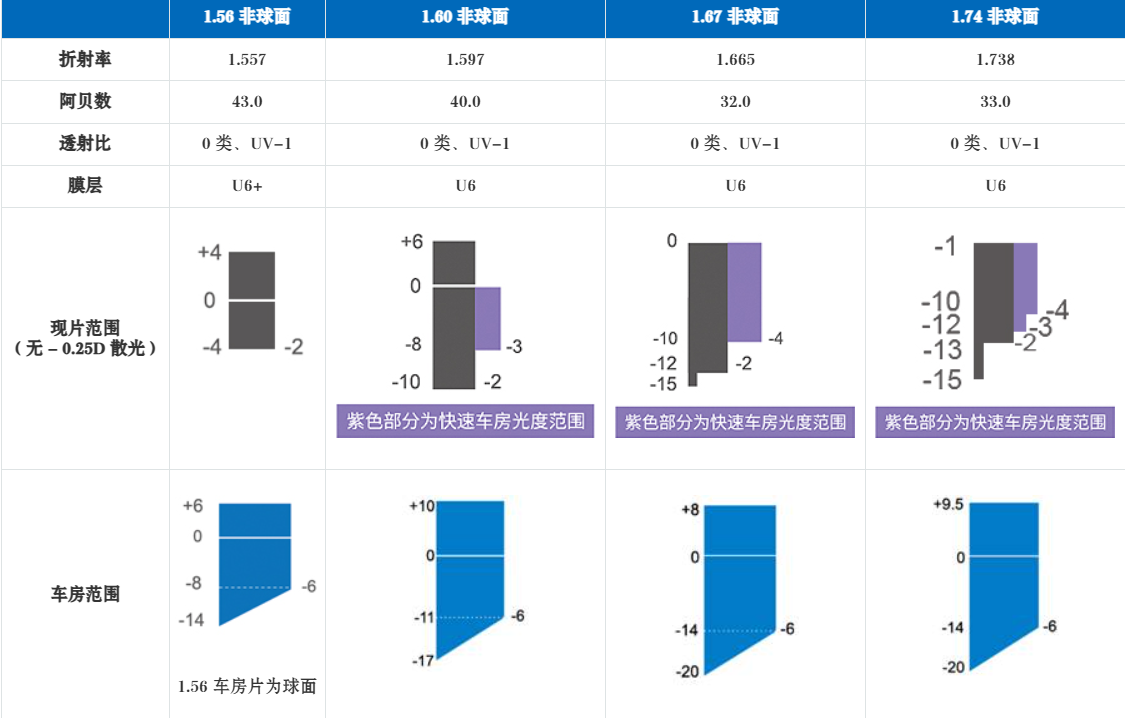 1.56 非球面
1.60 非球面
1.67 非球面
1.74 非球面
折射率
1.557
1.597
1.665
1.738
阿贝数
43.0
40.0
32.0
33.0
透射比
0 类、UV-1
0 类、UV-1
0 类、UV-1
0 类、UV-1
膜层
U6+
U6
U6
U6
现片范围
(无 - 0.25D 散光)
+4
0
-4
-2
+6
0
-8
-3
-10
-2
紫色部分为快速车房光度范围
0
-10
-4
-12
-2
-15
紫色部分为快速车房光度范围
-1
-10
-4
-12
-3
-13
-2
-15
紫色部分为快速车房光度范围
车房范围
+6
0
-8
-6
-14
1.56 车房片为球面
+10
0
-11
-6
-17
+8
0
-14
-6
-20
+9.5
0
-14
-6
-20